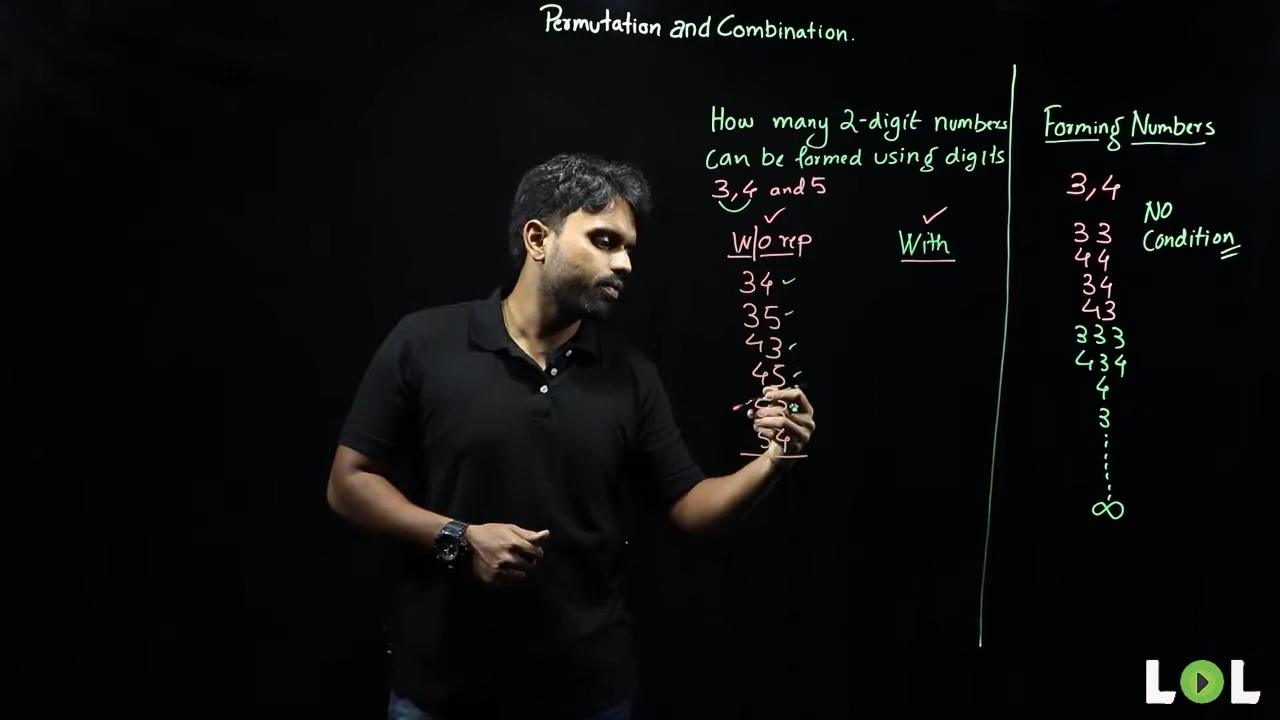 Permutation and Combination.
How many 2-digit numbers
can be formed using digits
3,4 and 5
W/O rep
34
35
43
45
54
With
Forming Numbers
3,4
33
44
34
43
333
434
4
3
∞
NO
Condition
LOL